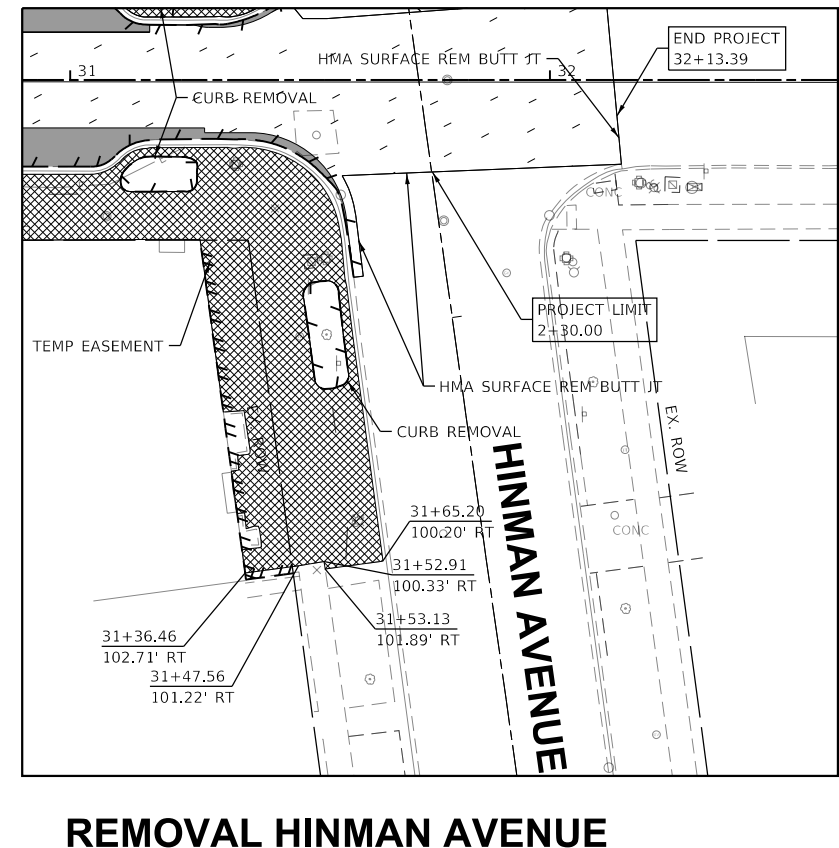 END PROJECT
32+13.39
HMA SURFACE REM BUTT JT
31
32
CURB REMOVAL
CONC
PROJECT LIMIT
2+30.00
TEMP EASEMENT
HMA SURFACE REM BUTT JT
EX. ROW
EX. ROW
CURB REMOVAL
HINMAN AVENUE
31+65.20
100.20' RT
CONC
31+52.91
100.33' RT
31+53.13
101.89' RT
31+36.46
102.71' RT
31+47.56
101.22' RT
REMOVAL HINMAN AVENUE